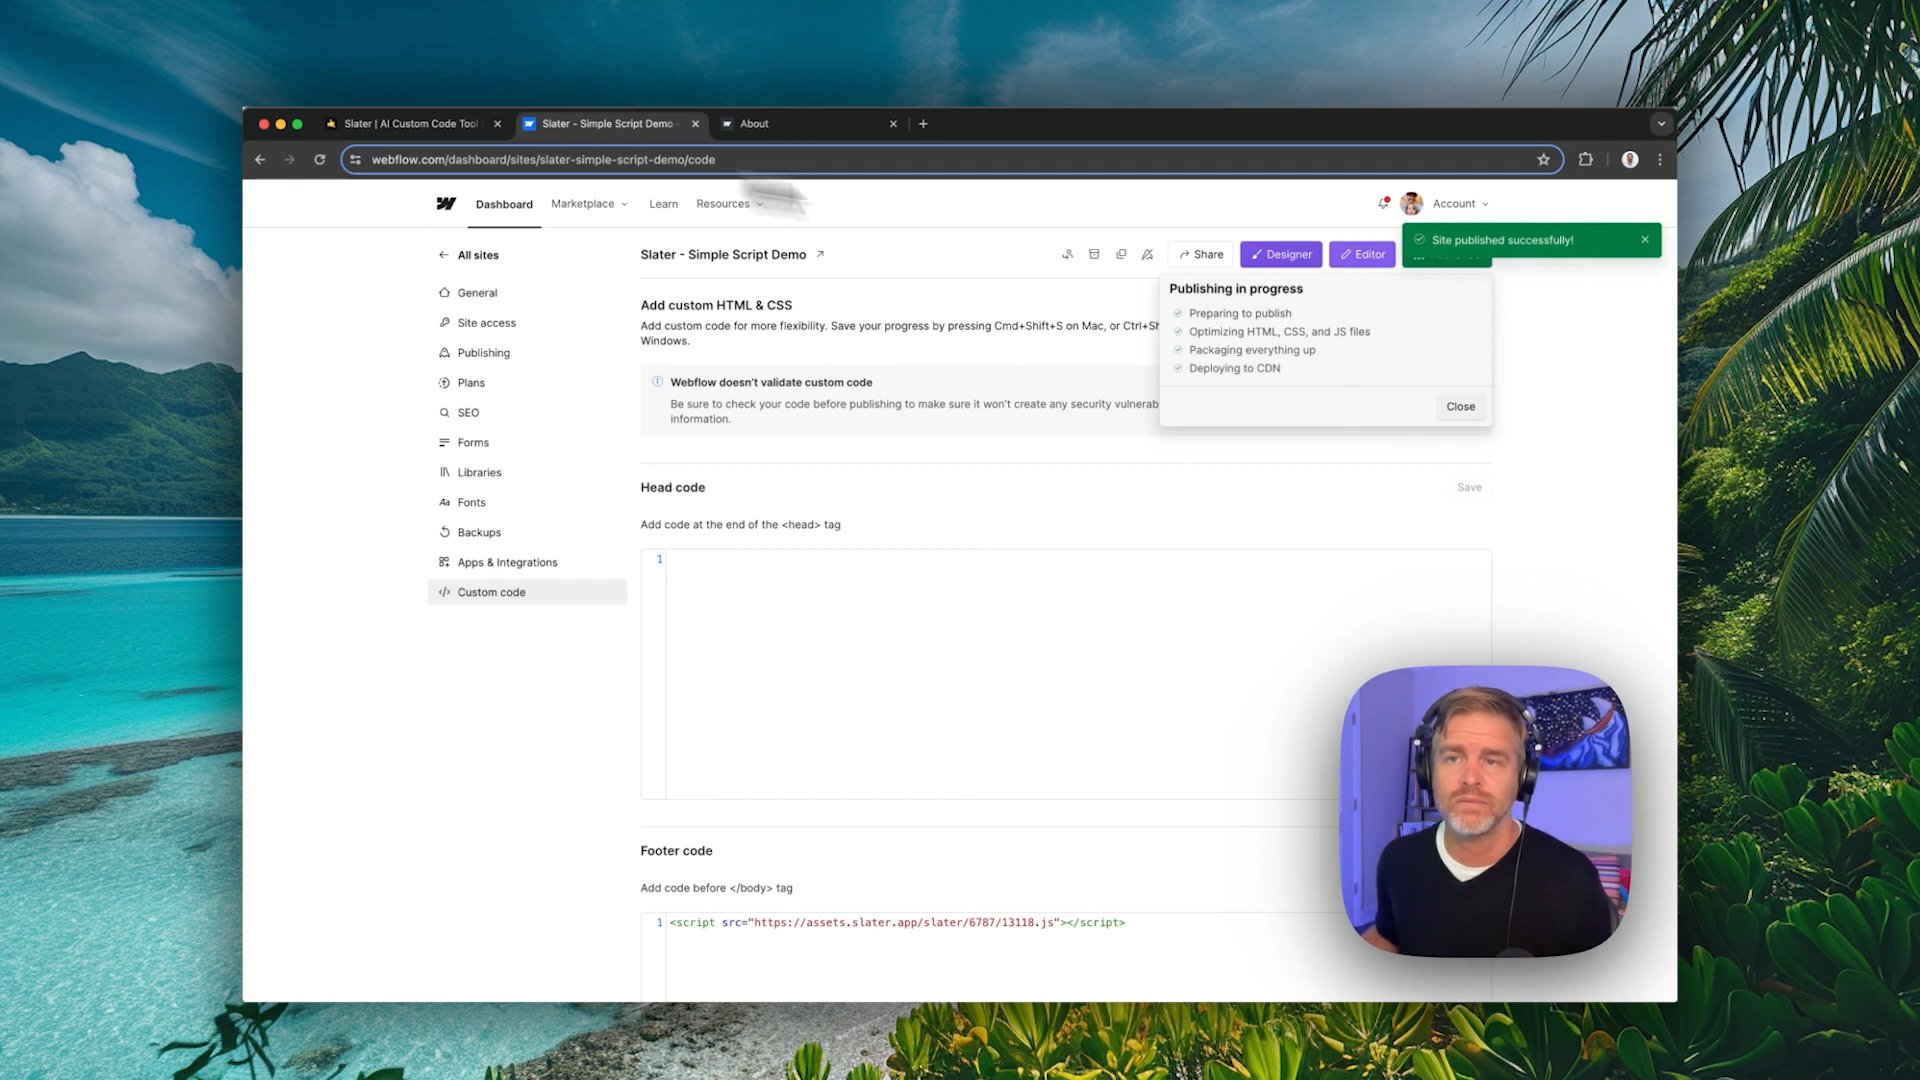 Slater | AI Custom Code Tool
Slater - Simple Script Demo -
About
webflow.com/dashboard/sites/slater-simple-script-demo/code
Dashboard
Marketplace
Learn
Resources
Account
All sites
Slater - Simple Script Demo
Share
Designer
Editor
Site published successfully!
General
Site access
Publishing
Plans
SEO
Forms
Libraries
Fonts
Backups
Apps & Integrations
Custom code
Add custom HTML & CSS
Add custom code for more flexibility. Save your progress by pressing Cmd+Shift+S on Mac, or Ctrl+Sh
Windows.
Webflow doesn't validate custom code
Be sure to check your code before publishing to make sure it won't create any security vulnerab
information.
Publishing in progress
Preparing to publish
Optimizing HTML, CSS, and JS files
Packaging everything up
Deploying to CDN
Close
Head code
Save
Add code at the end of the <head> tag
1
Footer code
Add code before </body> tag
1 <script src="https://assets.slater.app/slater/6787/13118.js"></script>